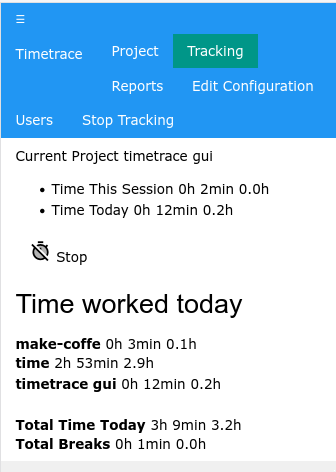 ☰
Timetrace Project Tracking
Reports Edit Configuration
Users Stop Tracking
Current Project timetrace gui
• Time This Session 0h 2min 0.0h
• Time Today 0h 12min 0.2h
Stop
Time worked today
make-coffe 0h 3min 0.1h
time 2h 53min 2.9h
timetrace gui 0h 12min 0.2h
Total Time Today 3h 9min 3.2h
Total Breaks 0h 1min 0.0h